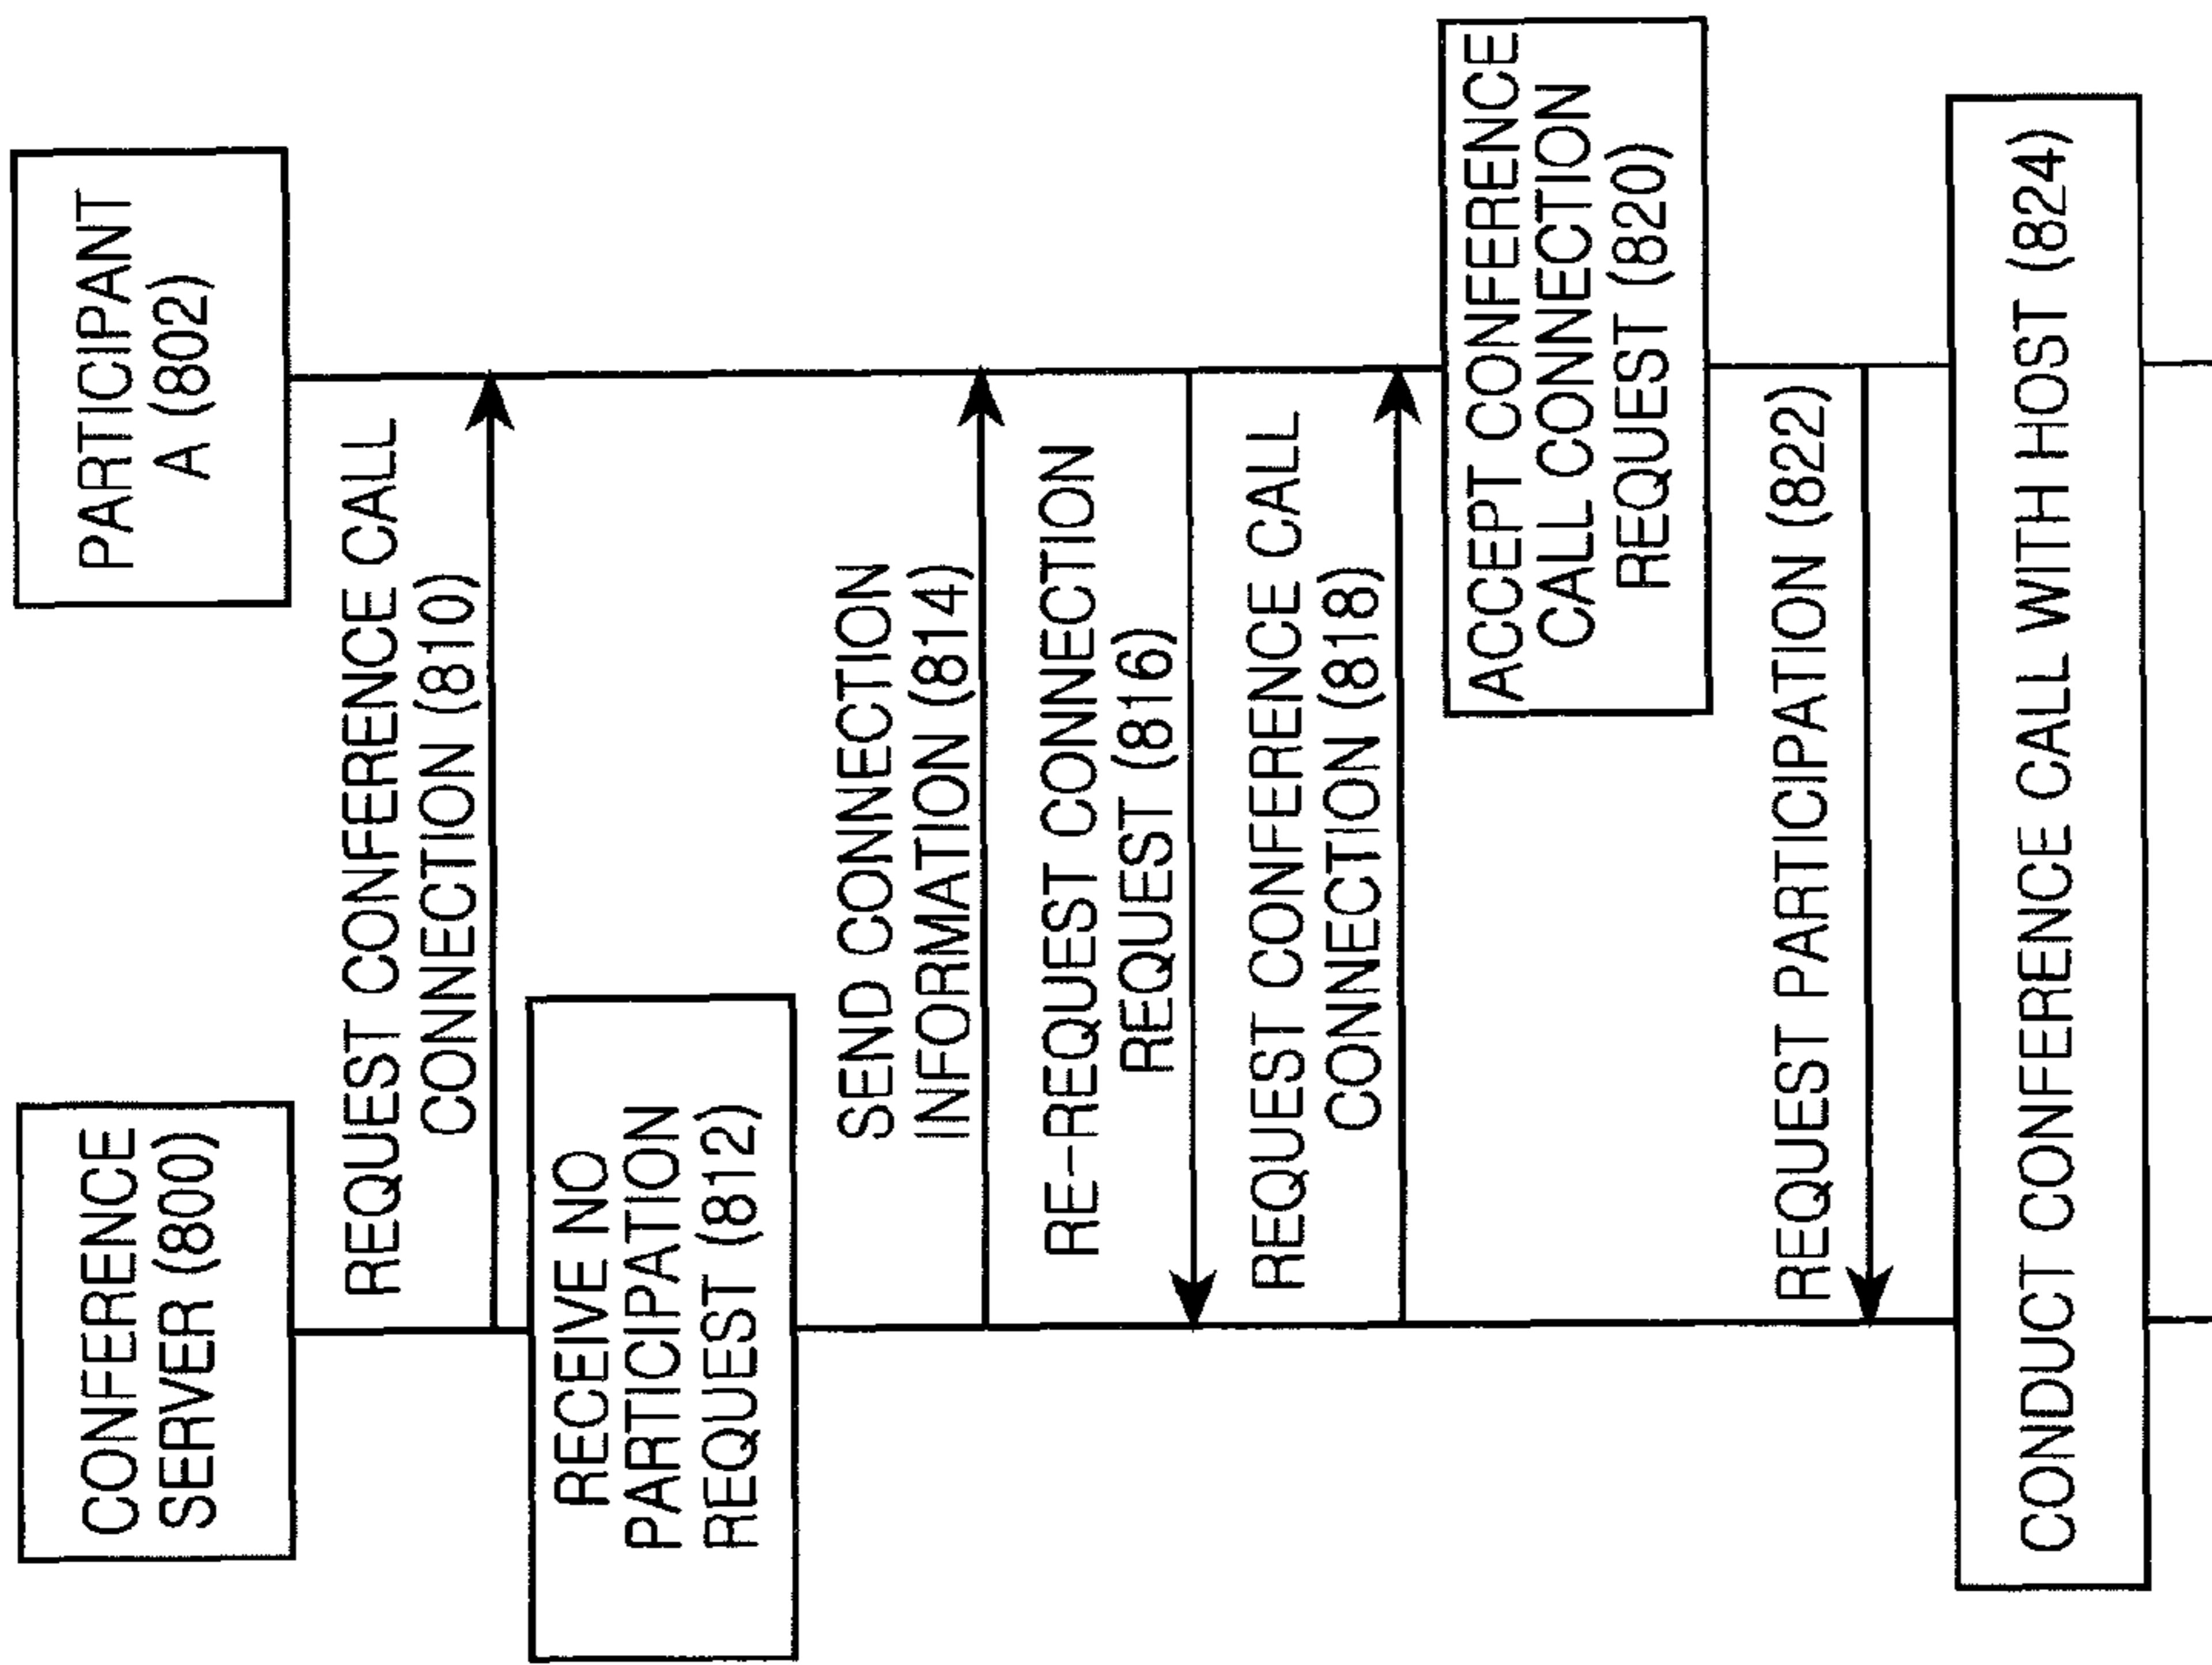 CONFERENCE
SERVER (800)
PARTICIPANT
A (802)
REQUEST CONFERENCE CALL
CONNECTION (810)
RECEIVE NO
PARTICIPATION
REQUEST (812)
SEND CONNECTION
INFORMATION (814)
RE-REQUEST CONNECTION
REQUEST (816)
REQUEST CONFERENCE CALL
CONNECTION (818)
ACCEPT CONFERENCE
CALL CONNECTION
REQUEST (820)
REQUEST PARTICIPATION (822)
CONDUCT CONFERENCE CALL WITH HOST (824)